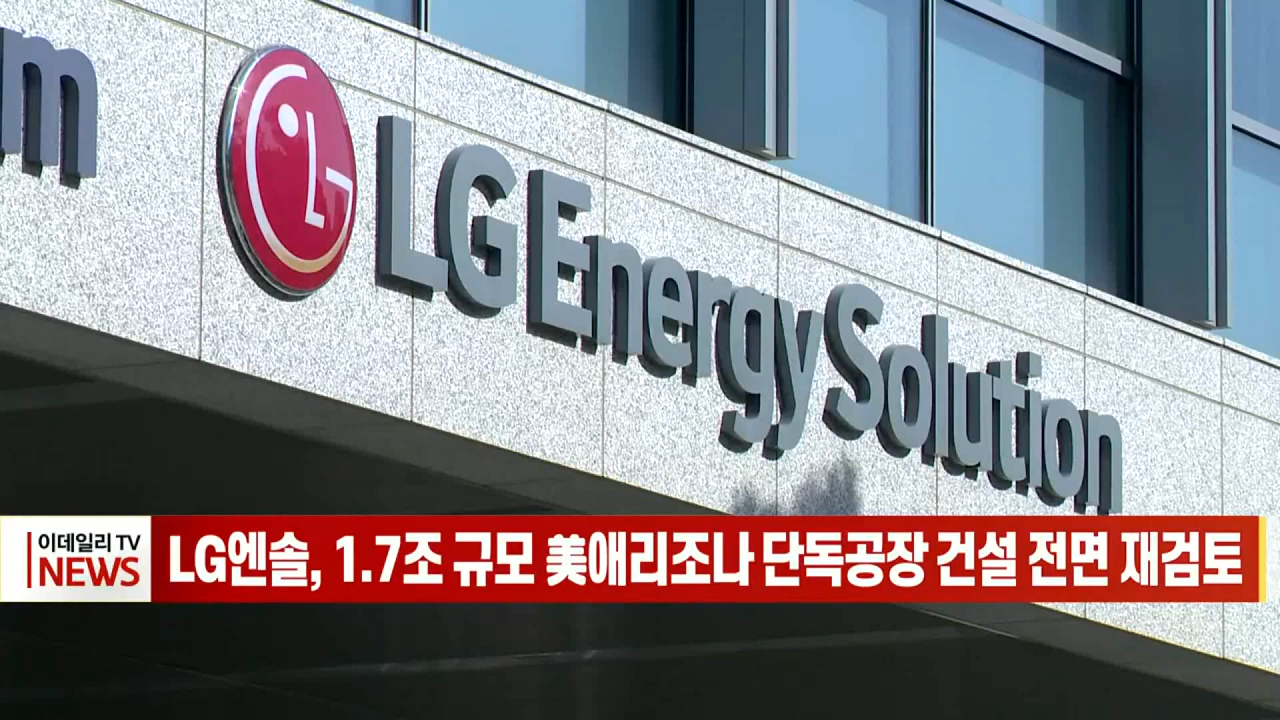 m
LG Energy Solution
이데일리 TV
NEWS
LG엔솔, 1.7조 규모 美애리조나 단독공장 건설 전면 재검토